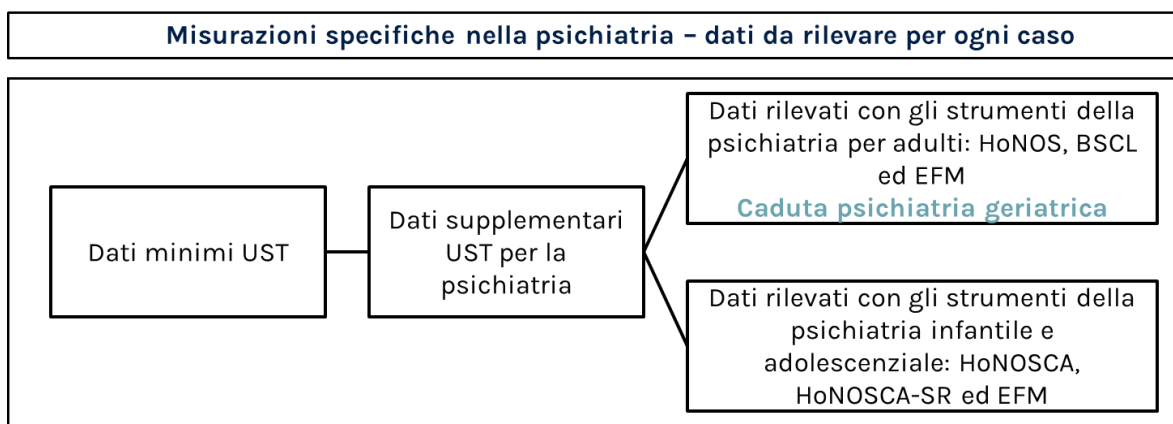 Misurazioni specifiche nella psichiatria – dati da rilevare per ogni caso
Dati minimi UST
Dati supplementari
UST per la
psichiatria
Dati rilevati con gli strumenti della
psichiatria per adulti: HoNOS, BSCL
ed EFM
Caduta psichiatria geriatrica
Dati rilevati con gli strumenti della
psichiatria infantile e
adolescenziale: HoNOSCA,
HoNOSCA-SR ed EFM